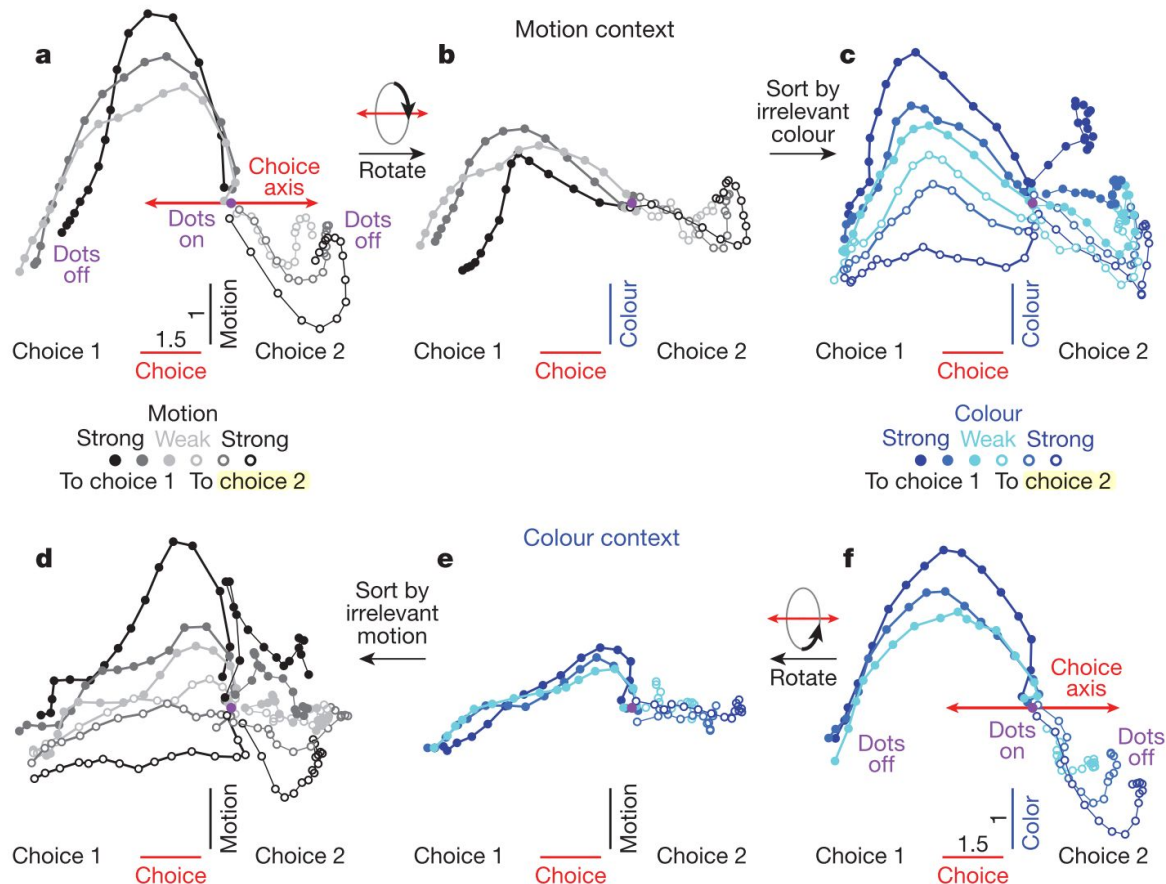 Motion context
a
b
c
Rotate
Sort by
irrelevant
colour
Choice
axis
Dots
on
Dots
off
Dots
off
1
Motion
1.5
Choice 1
Choice 2
Choice
Colour
Choice 1
Choice 2
Choice
Colour
Choice 1
Choice 2
Choice
Motion
Strong Weak Strong
To choice 1 To choice 2
Colour
Strong Weak Strong
To choice 1 To choice 2
Colour context
d
e
f
Sort by
irrelevant
motion
Rotate
Choice
axis
Dots
off
Dots
on
Dots
off
Motion
Choice 1
Choice 2
Choice
Motion
Choice 1
Choice 2
Choice
1
Color
1.5
Choice 1
Choice 2
Choice